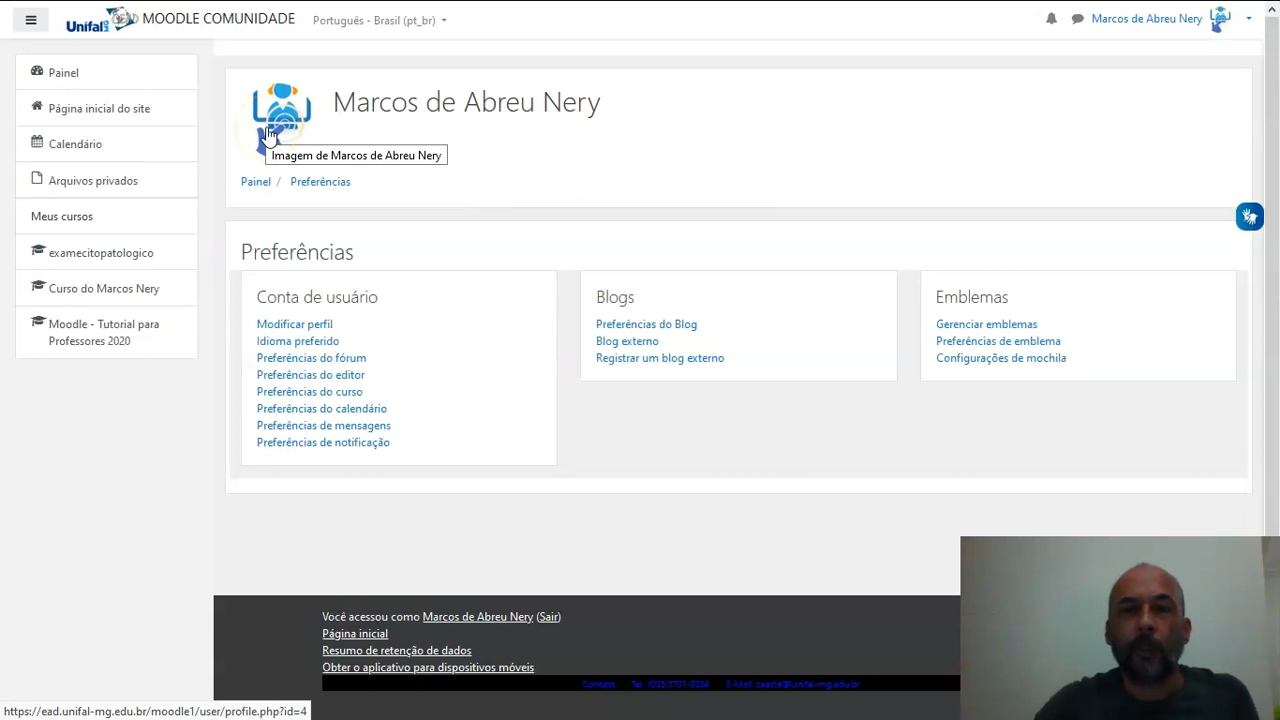 Unifal
MOODLE COMUNIDADE
Português - Brasil (pt_br)
Marcos de Abreu Nery
Painel
Página inicial do site
Calendário
Arquivos privados
Meus cursos
examecitopatologico
Curso do Marcos Nery
Moodle - Tutorial para
Professores 2020
Marcos de Abreu Nery
Imagem de Marcos de Abreu Nery
Painel / Preferências
Preferências
Conta de usuário
Modificar perfil
Idioma preferido
Preferências do fórum
Preferências do editor
Preferências do curso
Preferências do calendário
Preferências de mensagens
Preferências de notificação
Blogs
Preferências do Blog
Blog externo
Registrar um blog externo
Emblemas
Gerenciar emblemas
Preferências de emblema
Configurações de mochila
Você acessou como Marcos de Abreu Nery (Sair)
Página inicial
Resumo de retenção de dados
Obter o aplicativo para dispositivos móveis
https://ead.unifal-mg.edu.br/moodle1/user/profile.php?id=4